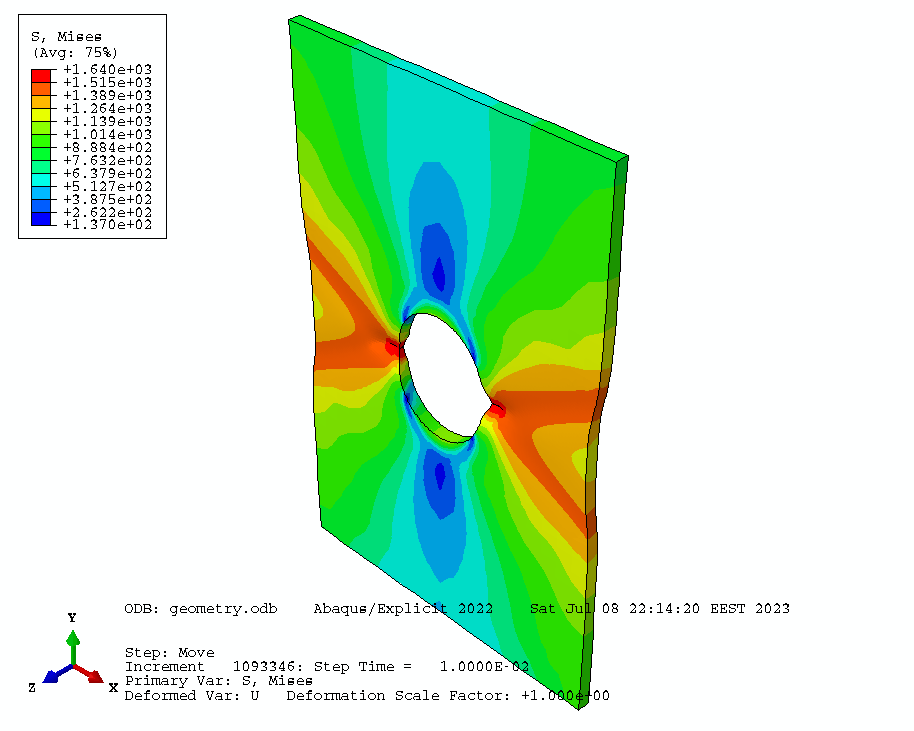 S, Mises
(Avg: 75%)
+1.640e+03
+1.515e+03
+1.389e+03
+1.264e+03
+1.139e+03
+1.014e+03
+8.884e+02
+7.632e+02
+6.379e+02
+5.127e+02
+3.875e+02
+2.622e+02
+1.370e+02
ODB: geometry.odb Abaqus/Explicit 2022 Sat Jul 08 22:14:20 EEST 2023
Y
Z X
Step: Move
Increment 1093346: Step Time = 1.0000E-02
Primary Var: S, Mises
Deformed Var: U Deformation Scale Factor: +1.000e+00